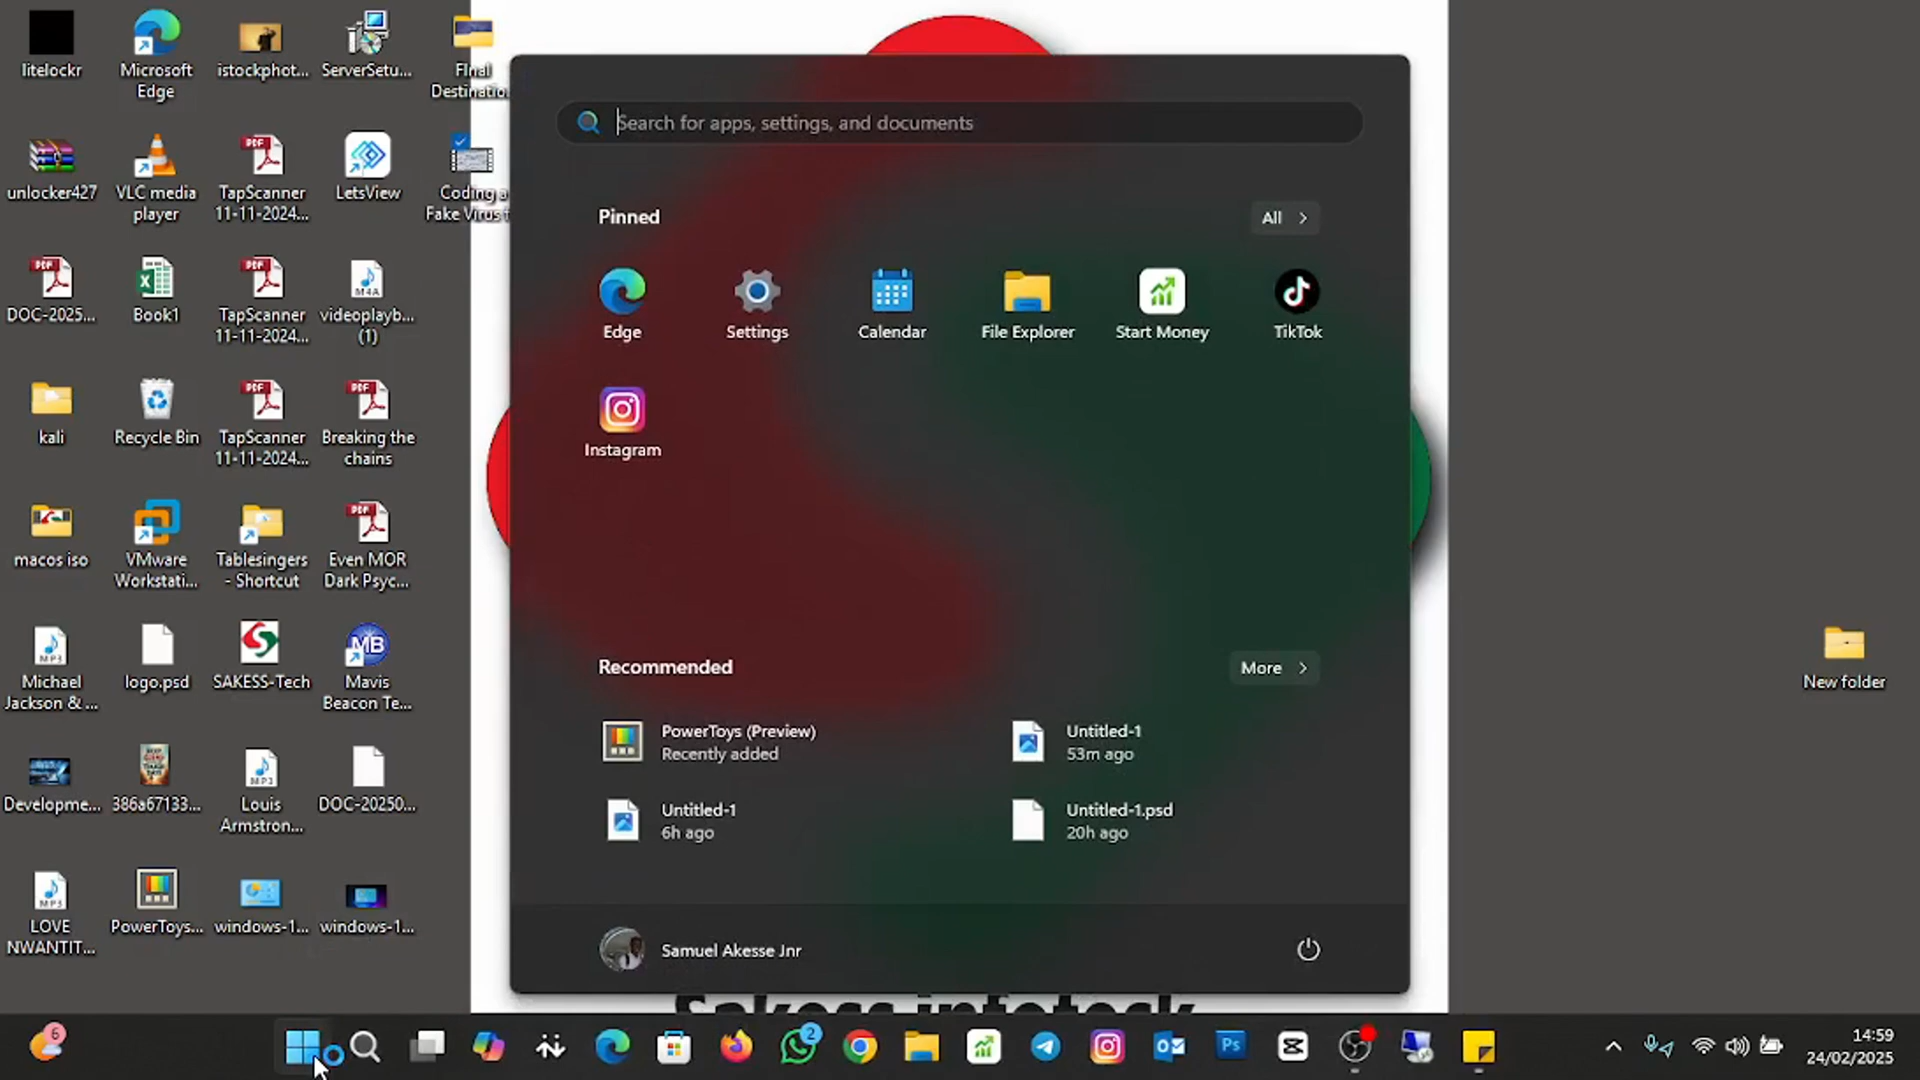 litelockr
Microsoft
Edge
istockphot...
ServerSetu...
FInal
Destinatio
unlocker427
VLC media
player
TapScanner
11-11-2024...
LetsView
Coding a
Fake Virus f
DOC-2025...
Book1
TapScanner
11-11-2024...
M4A
videoplayb...
(1)
kali
Recycle Bin
TapScanner
11-11-2024...
Breaking the
chains
macos iso
VMware
Workstati...
Tablesingers
- Shortcut
Even MOR
Dark Psyc...
Michael
Jackson & ...
logo.psd
SAKESS-Tech
MB
Mavis
Beacon Te...
Developme...
386a67133...
Louis
Armstron...
DOC-20250...
LOVE
NWANTIT...
PowerToys...
windows-1...
windows-1...
Search for apps, settings, and documents
Pinned
All
Edge
Settings
Calendar
File Explorer
Start Money
TikTok
Instagram
Recommended
More
PowerToys (Preview)
Recently added
Untitled-1
53m ago
Untitled-1
6h ago
Untitled-1.psd
20h ago
Samuel Akesse Jnr
New folder
6
2
Ps
14:59
24/02/2025